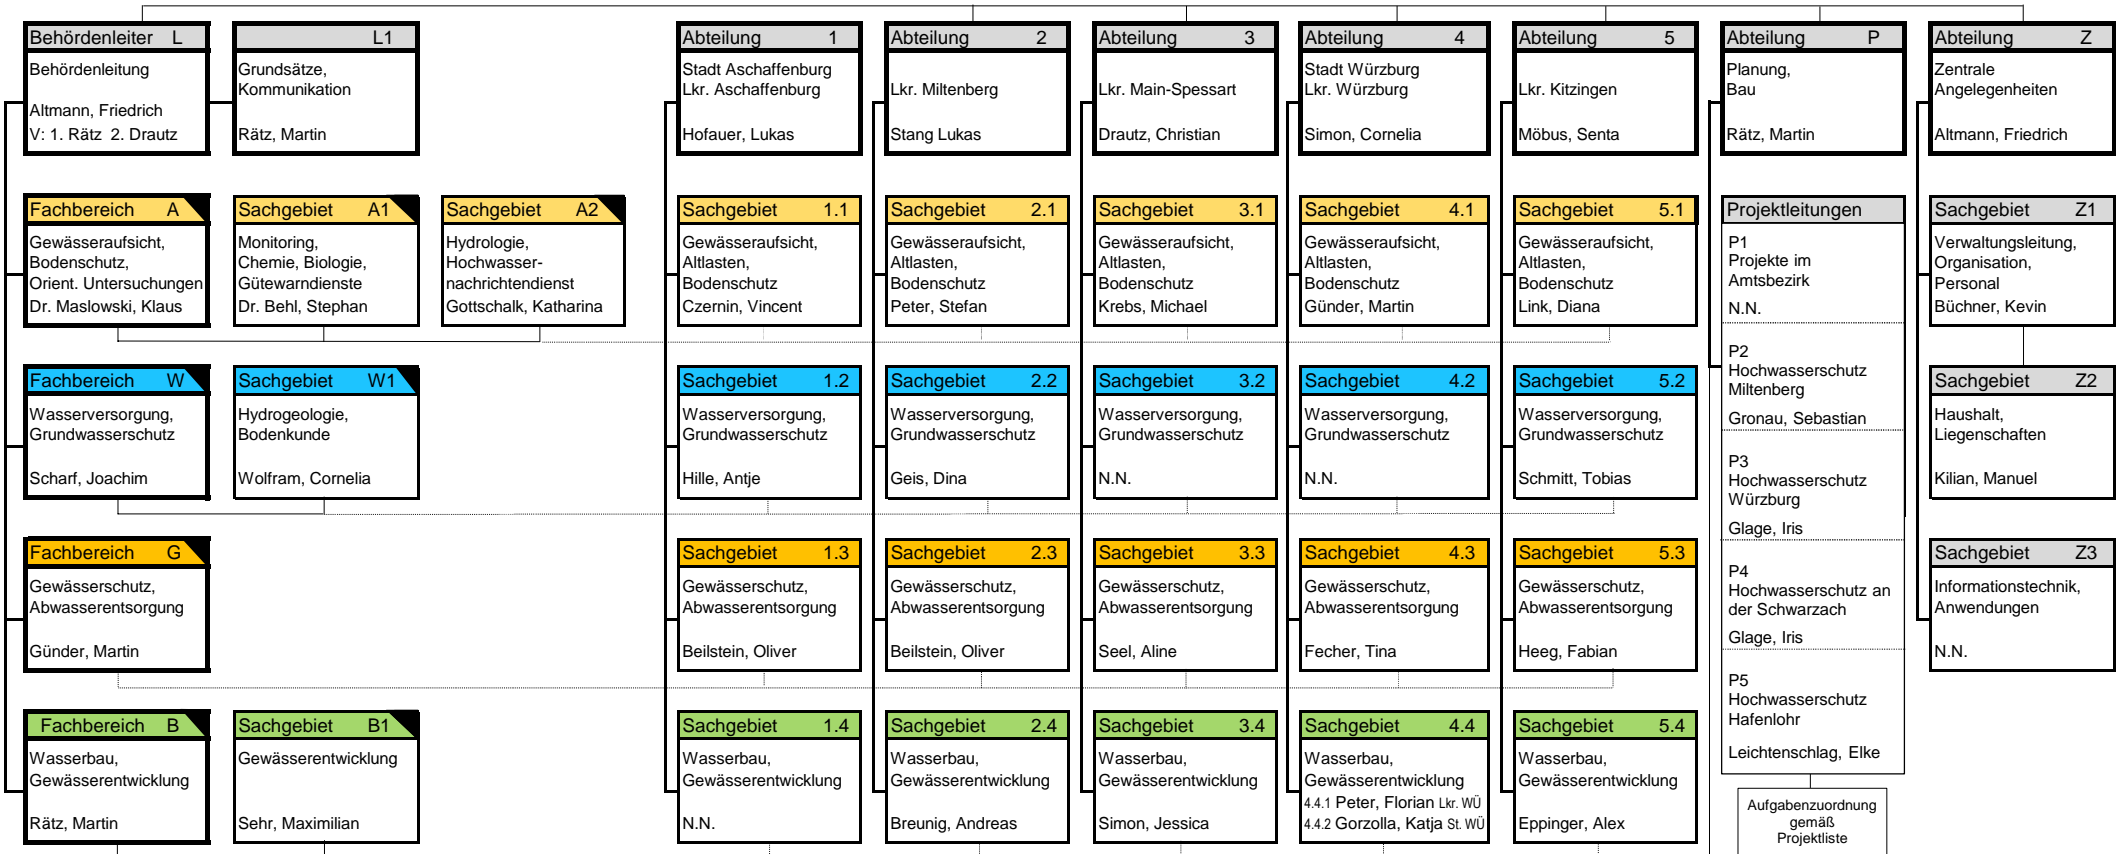 Behördenleiter L
Behördenleitung
Altmann, Friedrich
V: 1. Rätz 2. Drautz
L1
Grundsätze,
Kommunikation
Rätz, Martin
Abteilung 1
Stadt Aschaffenburg
Lkr. Aschaffenburg
Hofauer, Lukas
Abteilung 2
Lkr. Miltenberg
Stang Lukas
Abteilung 3
Lkr. Main-Spessart
Drautz, Christian
Abteilung 4
Stadt Würzburg
Lkr. Würzburg
Simon, Cornelia
Abteilung 5
Lkr. Kitzingen
Möbus, Senta
Abteilung P
Planung,
Bau
Rätz, Martin
Abteilung Z
Zentrale
Angelegenheiten
Altmann, Friedrich
Fachbereich A
Gewässeraufsicht,
Bodenschutz,
Orient. Untersuchungen
Dr. Maslowski, Klaus
Sachgebiet A1
Monitoring,
Chemie, Biologie,
Gütewarndienste
Dr. Behl, Stephan
Sachgebiet A2
Hydrologie,
Hochwasser-
nachrichtendienst
Gottschalk, Katharina
Sachgebiet 1.1
Gewässeraufsicht,
Altlasten,
Bodenschutz
Czernin, Vincent
Sachgebiet 2.1
Gewässeraufsicht,
Altlasten,
Bodenschutz
Peter, Stefan
Sachgebiet 3.1
Gewässeraufsicht,
Altlasten,
Bodenschutz
Krebs, Michael
Sachgebiet 4.1
Gewässeraufsicht,
Altlasten,
Bodenschutz
Günder, Martin
Sachgebiet 5.1
Gewässeraufsicht,
Altlasten,
Bodenschutz
Link, Diana
Projektleitungen
P1
Projekte im
Amtsbezirk
N.N.
P2
Hochwasserschutz
Miltenberg
Gronau, Sebastian
P3
Hochwasserschutz
Würzburg
Glage, Iris
P4
Hochwasserschutz an
der Schwarzach
Glage, Iris
P5
Hochwasserschutz
Hafenlohr
Leichtenschlag, Elke
Aufgabenzuordnung
gemäß
Projektliste
Sachgebiet Z1
Verwaltungsleitung,
Organisation,
Personal
Büchner, Kevin
Fachbereich W
Wasserversorgung,
Grundwasserschutz
Scharf, Joachim
Sachgebiet W1
Hydrogeologie,
Bodenkunde
Wolfram, Cornelia
Sachgebiet 1.2
Wasserversorgung,
Grundwasserschutz
Hille, Antje
Sachgebiet 2.2
Wasserversorgung,
Grundwasserschutz
Geis, Dina
Sachgebiet 3.2
Wasserversorgung,
Grundwasserschutz
N.N.
Sachgebiet 4.2
Wasserversorgung,
Grundwasserschutz
N.N.
Sachgebiet 5.2
Wasserversorgung,
Grundwasserschutz
Schmitt, Tobias
Sachgebiet Z2
Haushalt,
Liegenschaften
Kilian, Manuel
Fachbereich G
Gewässerschutz,
Abwasserentsorgung
Günder, Martin
Sachgebiet 1.3
Gewässerschutz,
Abwasserentsorgung
Beilstein, Oliver
Sachgebiet 2.3
Gewässerschutz,
Abwasserentsorgung
Beilstein, Oliver
Sachgebiet 3.3
Gewässerschutz,
Abwasserentsorgung
Seel, Aline
Sachgebiet 4.3
Gewässerschutz,
Abwasserentsorgung
Fecher, Tina
Sachgebiet 5.3
Gewässerschutz,
Abwasserentsorgung
Heeg, Fabian
Sachgebiet Z3
Informationstechnik,
Anwendungen
N.N.
Fachbereich B
Wasserbau,
Gewässerentwicklung
Rätz, Martin
Sachgebiet B1
Gewässerentwicklung
Sehr, Maximilian
Sachgebiet 1.4
Wasserbau,
Gewässerentwicklung
N.N.
Sachgebiet 2.4
Wasserbau,
Gewässerentwicklung
Breunig, Andreas
Sachgebiet 3.4
Wasserbau,
Gewässerentwicklung
Simon, Jessica
Sachgebiet 4.4
Wasserbau,
Gewässerentwicklung
4.4.1 Peter, Florian Lkr. WÜ
4.4.2 Gorzolla, Katja St. WÜ
Sachgebiet 5.4
Wasserbau,
Gewässerentwicklung
Eppinger, Alex